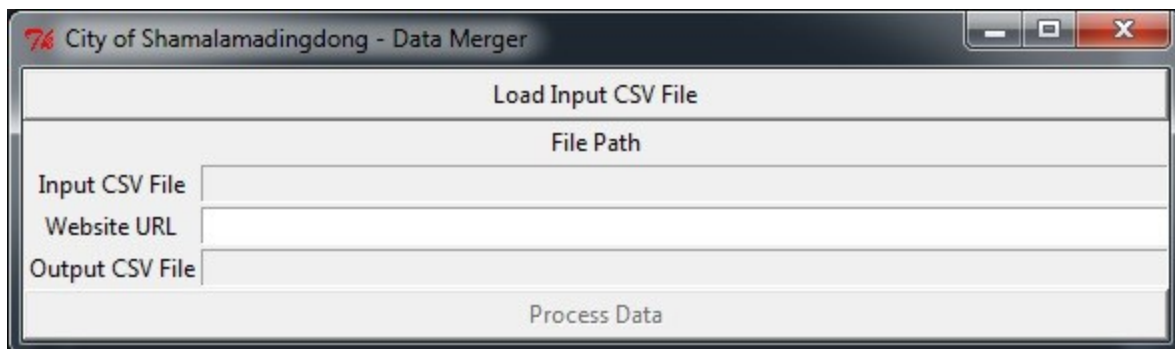 City of Shamalamadingdong - Data Merger
Load Input CSV File
File Path
Input CSV File
Website URL
Output CSV File
Process Data